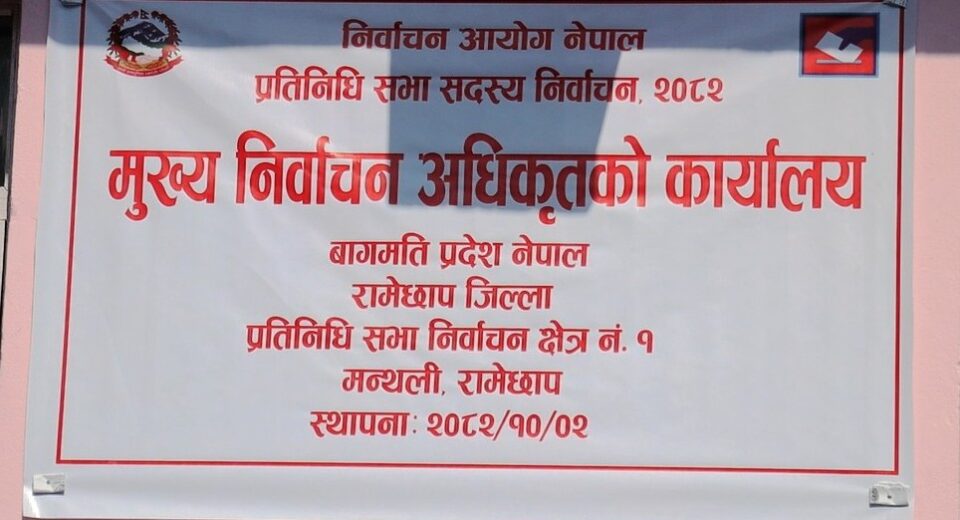 निर्वाचन आयोग नेपाल
प्रतिनिधि सभा सदस्य निर्वाचन, २०८२
मुख्य निर्वाचन अधिकृतको कार्यालय
बागमति प्रदेश नेपाल
रामेछाप जिल्ला
प्रतिनिधि सभा निर्वाचन क्षेत्र नं. १
मन्थली, रामेछाप
स्थापना: २०८२/१०/०२